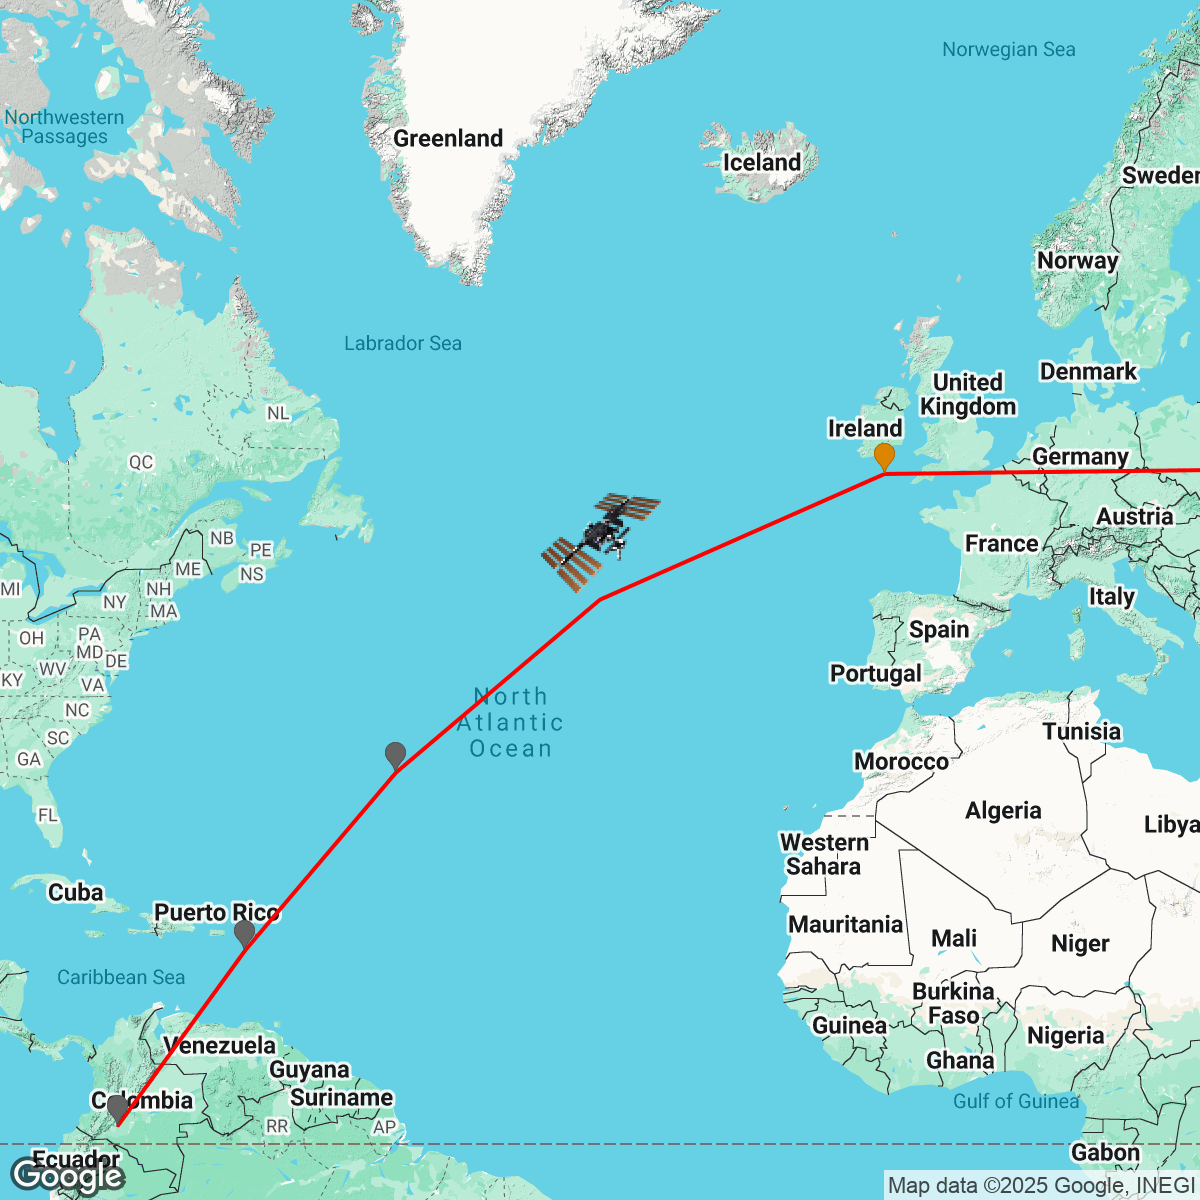 Norwegian Sea
Northwestern
Passages
Greenland
Iceland
Sweden
Norway
Labrador Sea
Denmark
United
Kingdom
NL
Ireland
Germany
QC
Austria
NB
PE
France
ME
NS
MI
NH
Italy
NY
MA
Spain
OH
PA
MD
DE
WV
Portugal
KY
VA
North
Atlantic
Ocean
NC
Tunisia
SC
GA
Morocco
FL
Algeria
Libya
Western
Sahara
Cuba
Puerto Rico
Mauritania
Mali
Niger
Caribbean Sea
Burkina
Faso
Guinea
Nigeria
Venezuela
Ghana
Guyana
Colombia
Suriname
Gulf of Guinea
RR
AP
Ecuador
Gabon
Google
Map data ©2025 Google, INEGI